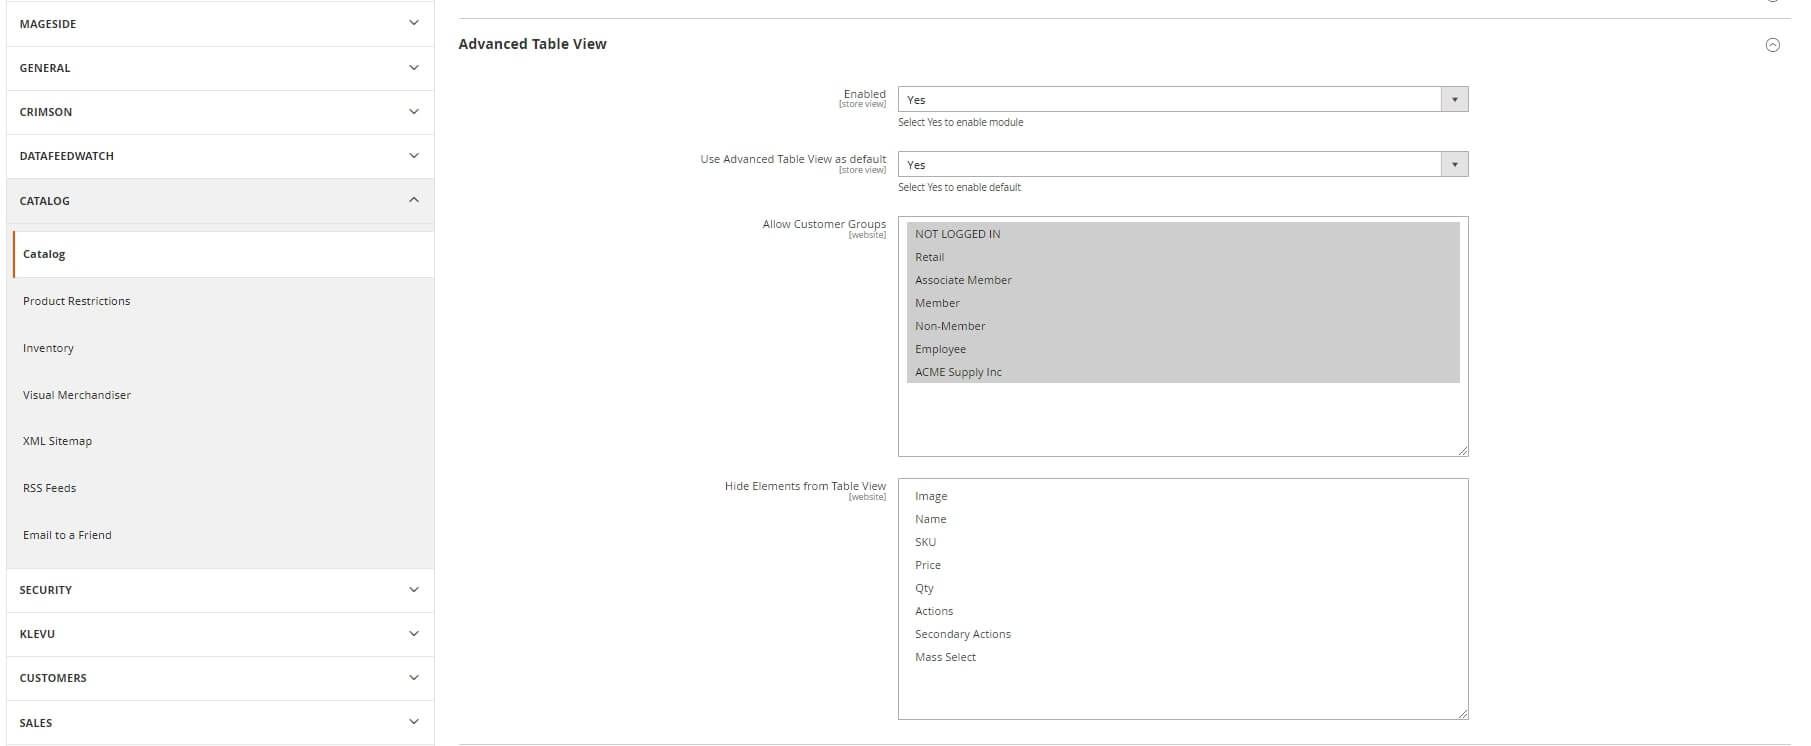 MAGESIDE
GENERAL
CRIMSON
DATAFEEDWATCH
CATALOG
Catalog
Product Restrictions
Inventory
Visual Merchandiser
XML Sitemap
RSS Feeds
Email to a Friend
SECURITY
KLEVU
CUSTOMERS
SALES
Advanced Table View
Enabled
[store view]
Yes
Select Yes to enable module
Use Advanced Table View as default
[store view]
Yes
Select Yes to enable default
Allow Customer Groups
[website]
NOT LOGGED IN
Retail
Associate Member
Member
Non-Member
Employee
ACME Supply Inc
Hide Elements from Table View
[website]
Image
Name
SKU
Price
Qty
Actions
Secondary Actions
Mass Select